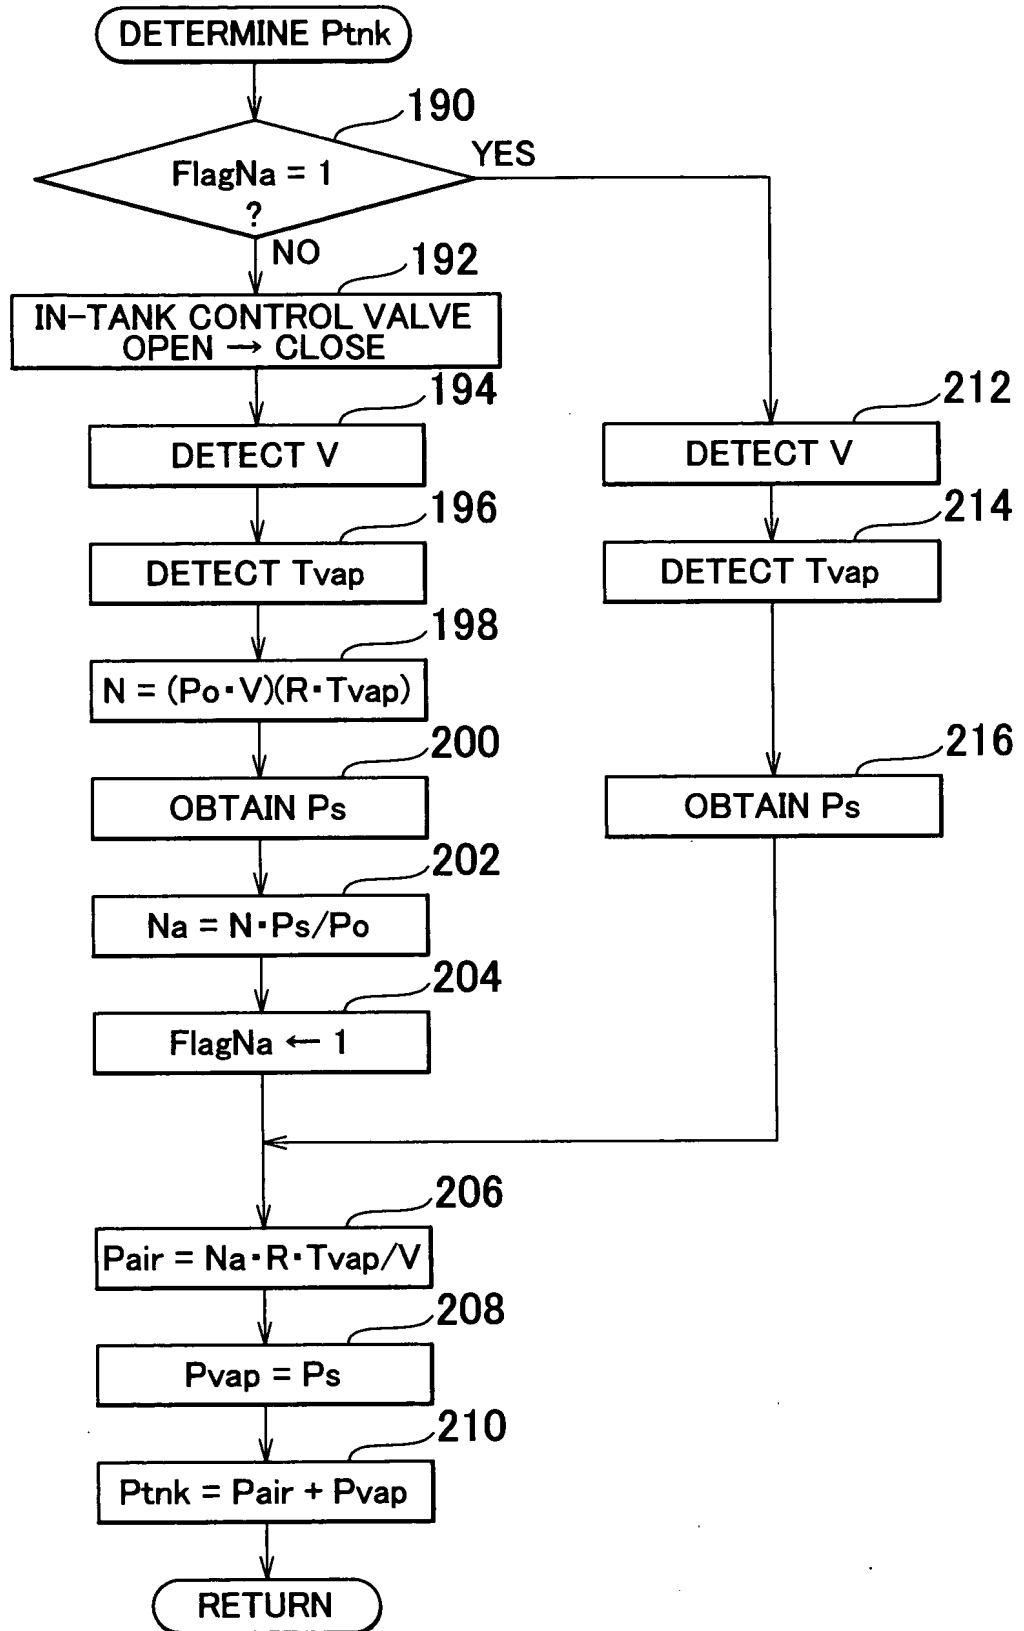 DETERMINE Ptnk
190
FlagNa = 1
?
YES
NO
192
IN-TANK CONTROL VALVE
OPEN → CLOSE
194
DETECT V
196
DETECT Tvap
198
N = (Po・V)(R・Tvap)
200
OBTAIN Ps
202
Na = N・Ps/Po
204
FlagNa ← 1
212
DETECT V
214
DETECT Tvap
216
OBTAIN Ps
206
Pair = Na・R・Tvap/V
208
Pvap = Ps
210
Ptnk = Pair + Pvap
RETURN